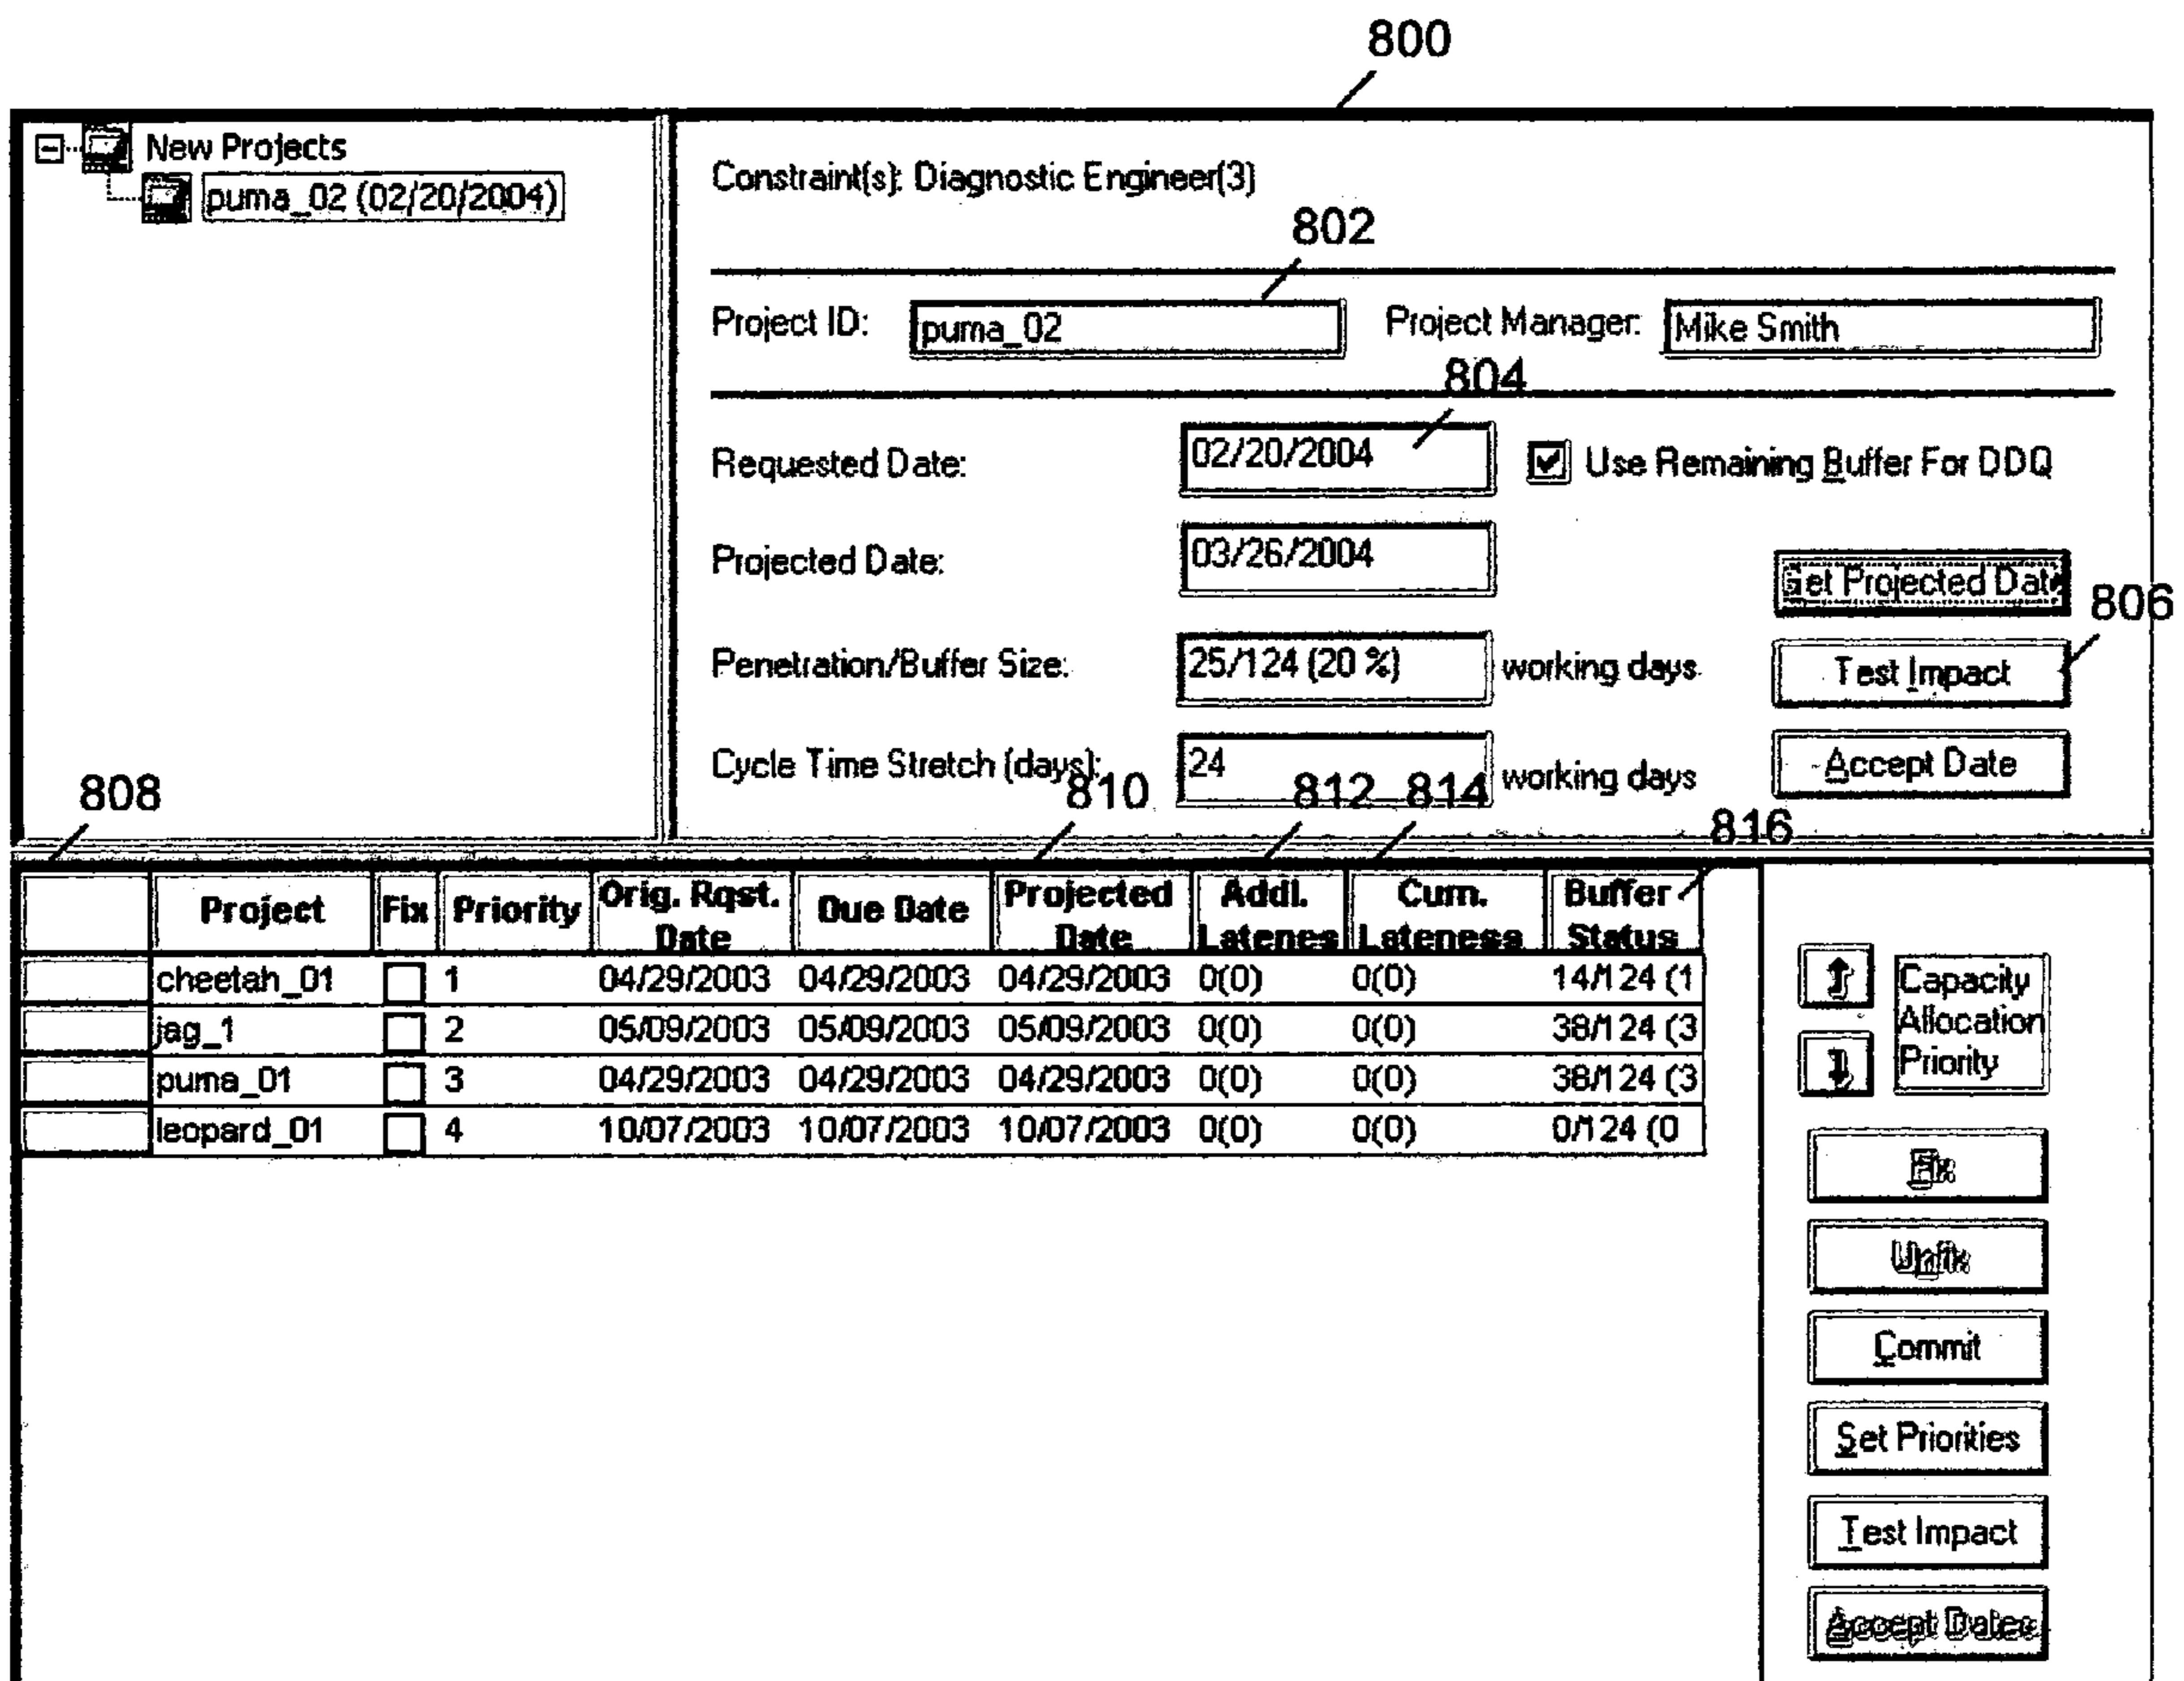 800
New Projects
puma_02 (02/20/2004)
Constraint(s): Diagnostic Engineer(3)
802
Project ID: puma_02 Project Manager: Mike Smith
804
Requested Date: 02/20/2004 Use Remaining Buffer For DDQ
Projected Date: 03/26/2004
Get Projected Date
806
Penetration/Buffer Size: 25/124 (20 %) working days
Test Impact
Cycle Time Stretch (days): 24 working days
Accept Date
808 810 812 814 816
Project Fix Priority Orig. Rqst. Date Due Date Projected Date Addl. Latenes Cum. Lateness Buffer Status
cheetah_01 1 04/29/2003 04/29/2003 04/29/2003 0(0) 0(0) 14/124 (1
jag_1 2 05/09/2003 05/09/2003 05/09/2003 0(0) 0(0) 38/124 (3
puma_01 3 04/29/2003 04/29/2003 04/29/2003 0(0) 0(0) 38/124 (3
leopard_01 4 10/07/2003 10/07/2003 10/07/2003 0(0) 0(0) 0/124 (0
Capacity
Allocation
Priority
Fix
Unfix
Commit
Set Priorities
Test Impact
Accept Dates